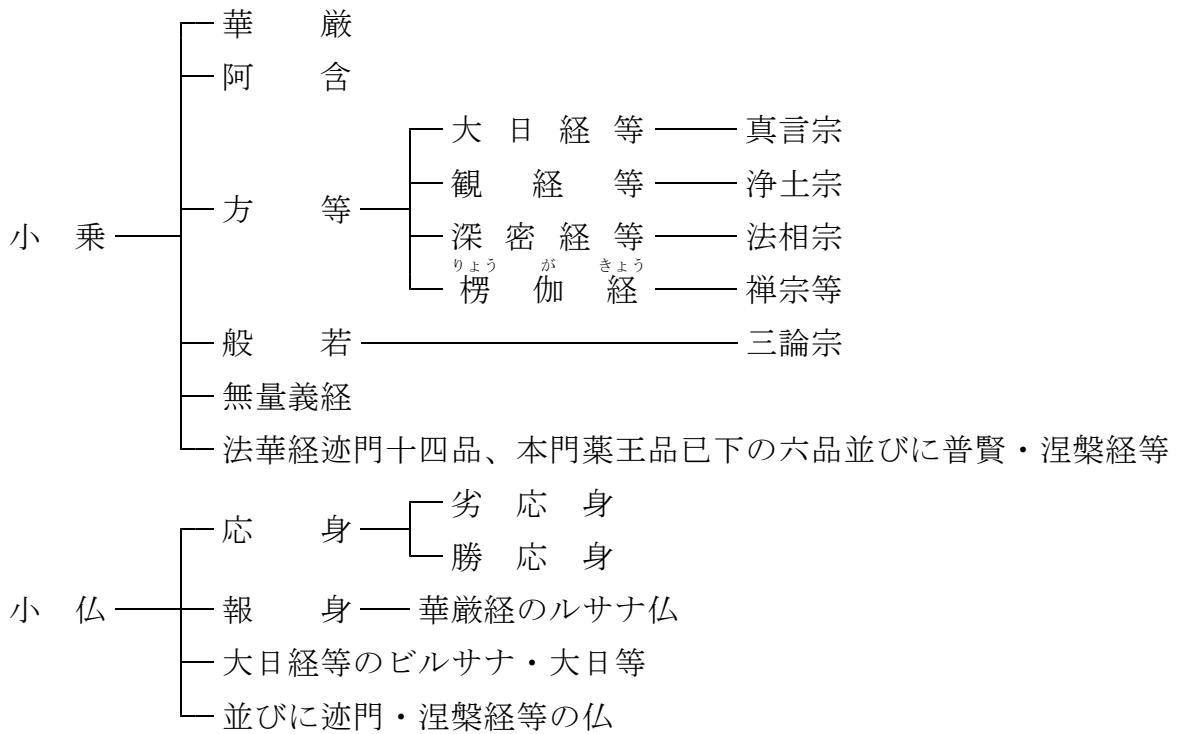 華厳
阿含
大日経等 真言宗
観経等 浄土宗
方等
小乗
深密経等 法相宗
りょうがきょう
楞伽経 禅宗等
般若 三論宗
無量義経
法華経迹門十四品、本門薬王品已下の六品並びに普賢・涅槃経等
劣応身
応身
勝応身
小仏 報身 華厳経のルサナ仏
大日経等のビルサナ・大日等
並びに迹門・涅槃経等の仏